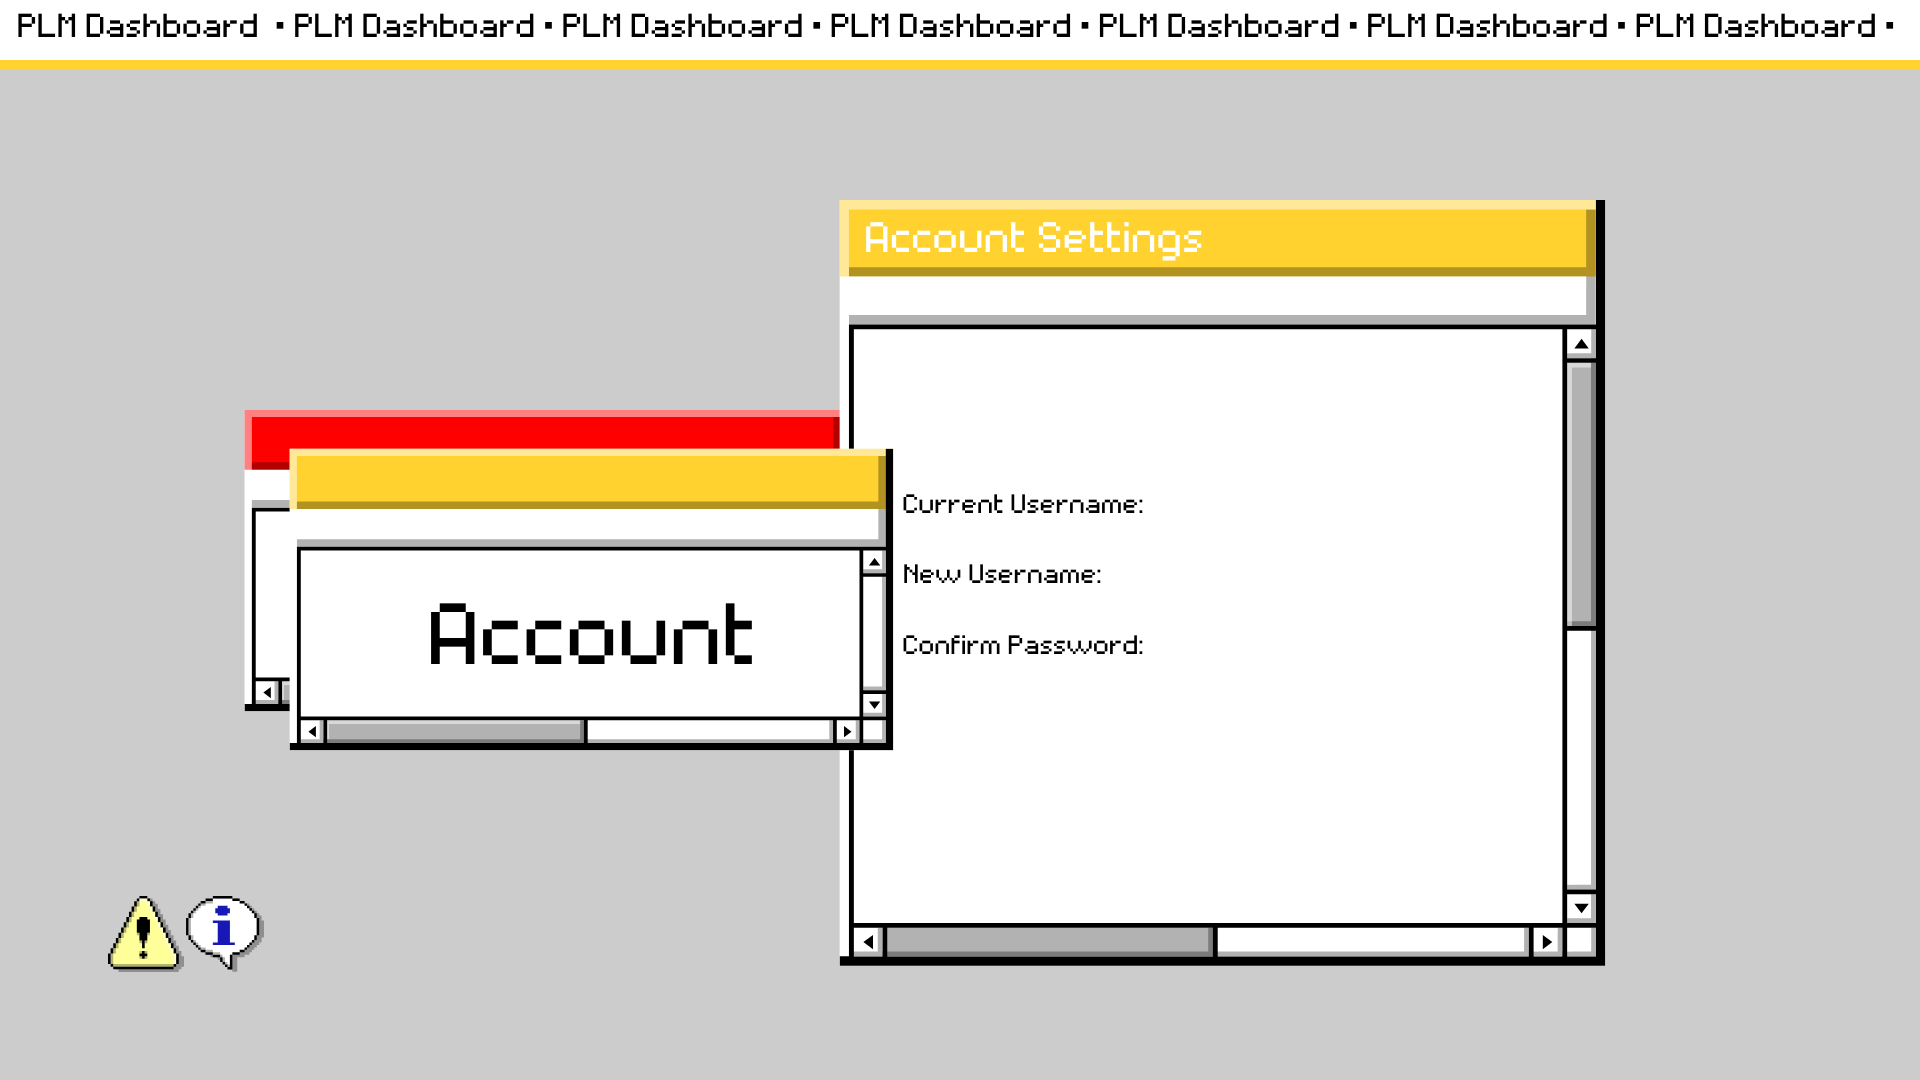 PLM Dashboard • PLM Dashboard • PLM Dashboard • PLM Dashboard • PLM Dashboard • PLM Dashboard • PLM Dashboard •
Account Settings
Current Username:
New Username:
Confirm Password:
Account